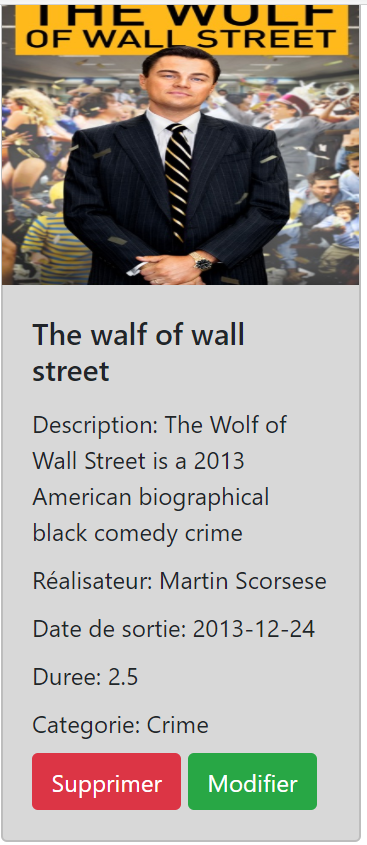 THE WOLF
OF WALL STREET
The walf of wall
street
Description: The Wolf of
Wall Street is a 2013
American biographical
black comedy crime
Réalisateur: Martin Scorsese
Date de sortie: 2013-12-24
Duree: 2.5
Categorie: Crime
Supprimer Modifier